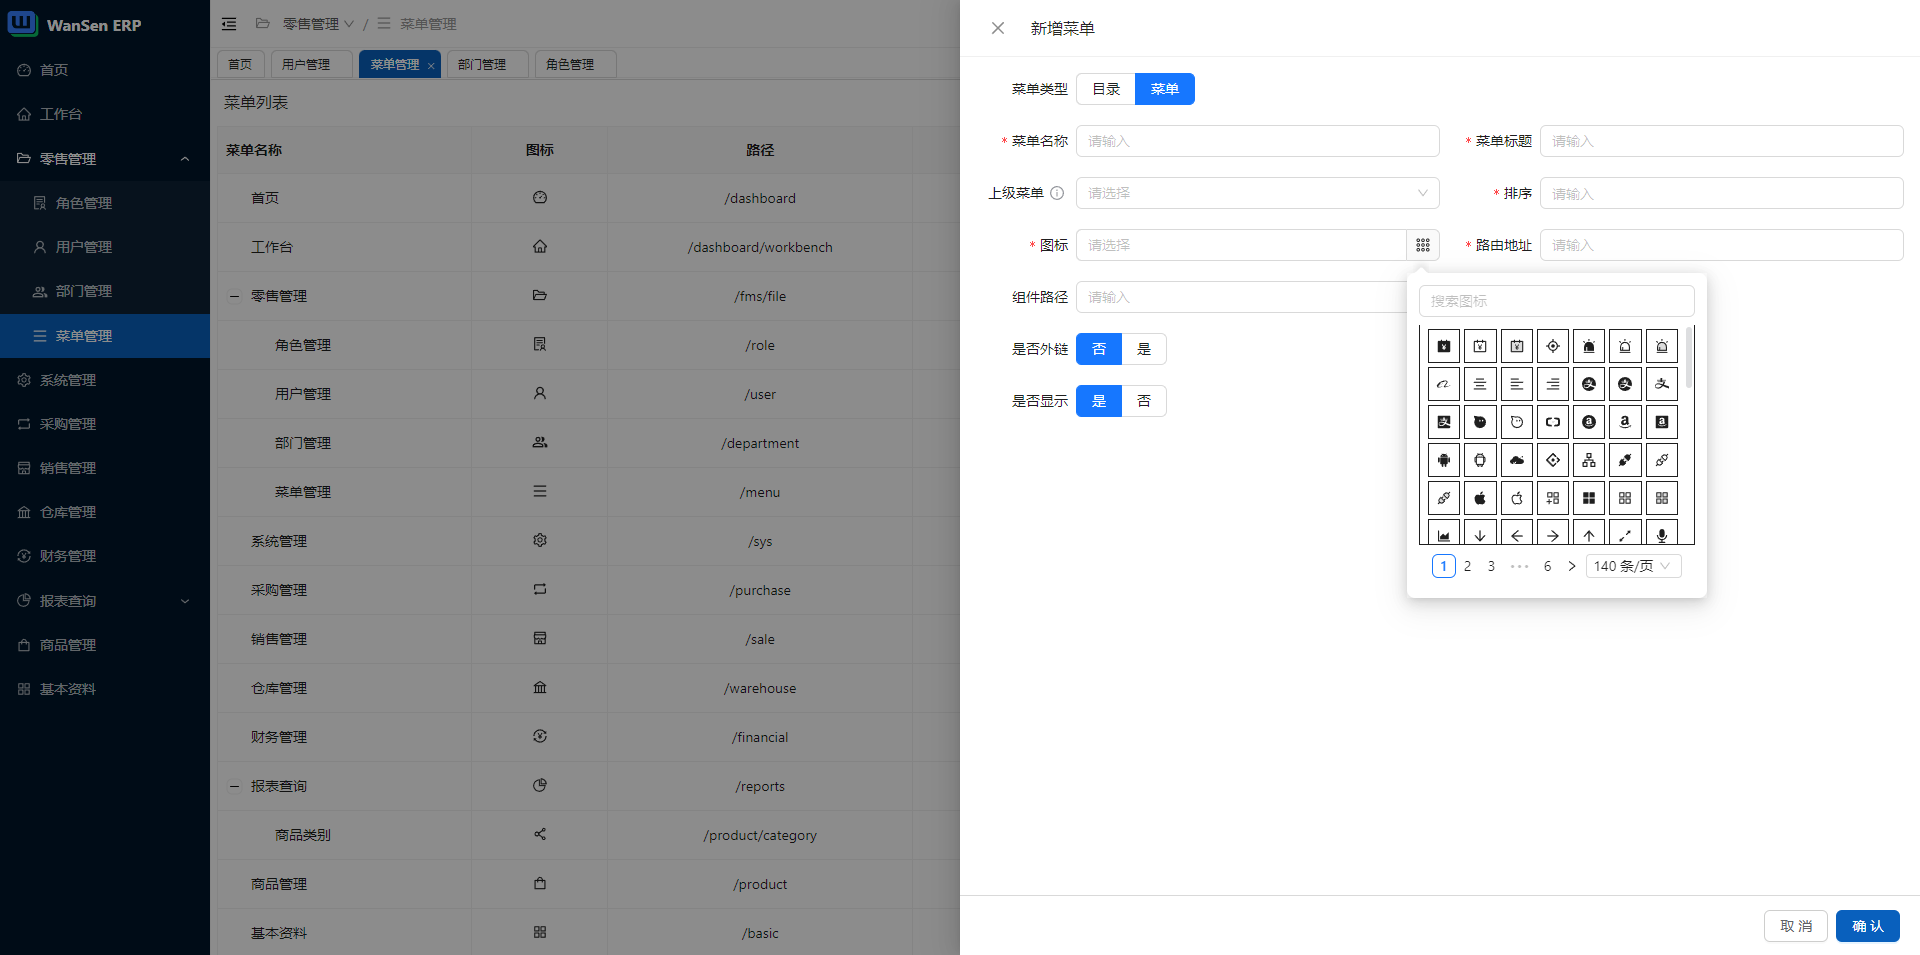 WanSen ERP
首页
工作台
零售管理
角色管理
用户管理
部门管理
菜单管理
系统管理
采购管理
销售管理
仓库管理
财务管理
报表查询
商品管理
基本资料
零售管理 / 菜单管理
首页 用户管理 菜单管理 部门管理 角色管理
菜单列表
菜单名称 图标 路径
首页 /dashboard
工作台 /dashboard/workbench
零售管理 /fms/file
角色管理 /role
用户管理 /user
部门管理 /department
菜单管理 /menu
系统管理 /sys
采购管理 /purchase
销售管理 /sale
仓库管理 /warehouse
财务管理 /financial
报表查询 /reports
商品类别 /product/category
商品管理 /product
基本资料 /basic
新增菜单
菜单类型 目录 菜单
* 菜单名称 请输入 * 菜单标题 请输入
上级菜单 请选择 * 排序 请输入
* 图标 请选择 * 路由地址 请输入
组件路径 请输入
是否外链 否 是
是否显示 是 否
搜索图标
1 2 3 ••• 6 > 140 条/页
取 消 确 认